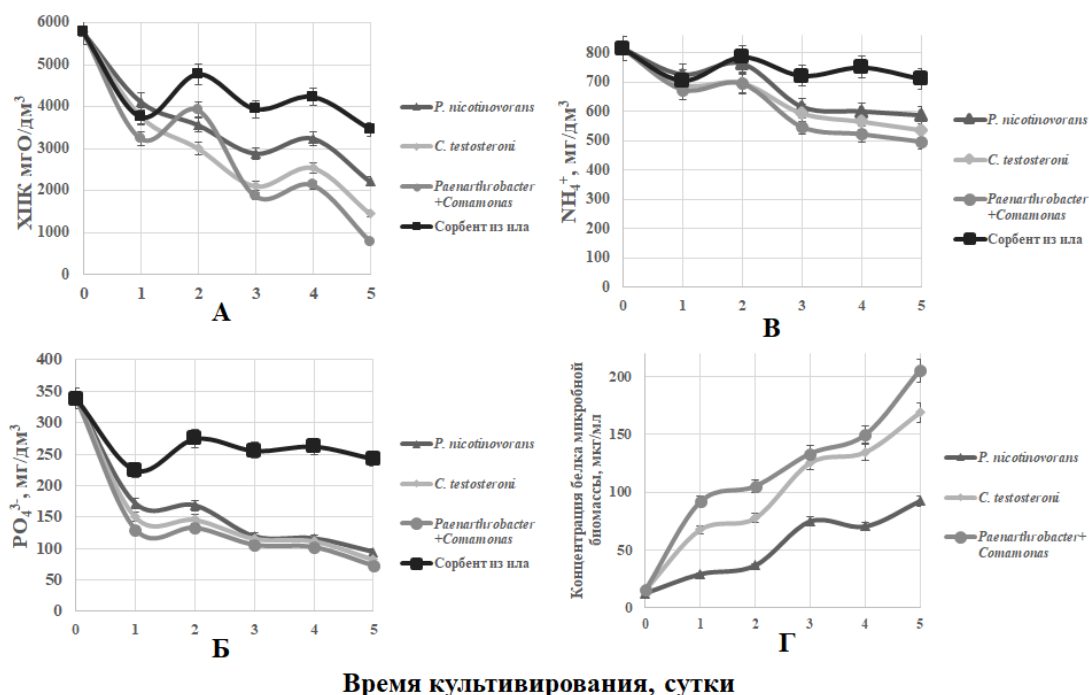 6000
5000
4000
3000
2000
1000
0
ХПК мгО/дм³
0 1 2 3 4 5
P. nicotinovorans
C. testosteroni
Paenarthrobacter
+Comamonas
Сорбент из ила
А
800
700
600
500
400
300
200
100
0
NH₄⁺, мг/дм³
0 1 2 3 4 5
P. nicotinovorans
C. testosteroni
Paenarthrobacter
+Comamonas
Сорбент из ила
В
400
350
300
250
200
150
100
50
0
PO₄³⁻, мг/дм³
0 1 2 3 4 5
P. nicotinovorans
C. testosteroni
Paenarthrobacter
+Comamonas
Сорбент из ила
Б
200
150
100
50
0
Концентрация белка микробной
биомассы, мкг/мл
0 1 2 3 4 5
P. nicotinovorans
C. testosteroni
Paenarthrobacter+
Comamonas
Г
Время культивирования, сутки